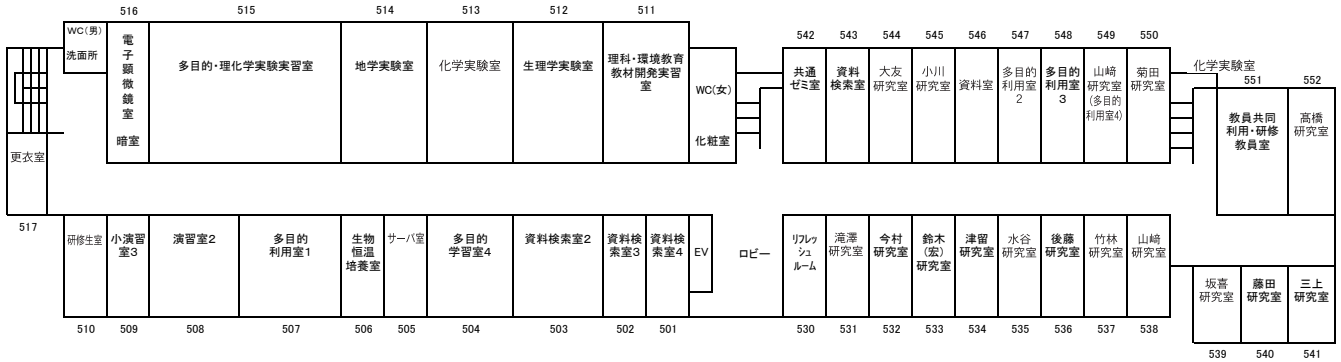 516
515
514
513
512
511
542
543
544
545
546
547
548
549
550
WC(男)
洗面所
電
子
顕
微
鏡
室
暗室
多目的・理化学実験実習室
地学実験室
化学実験室
生理学実験室
理科・環境教育
教材開発実習
室
WC(女)
化粧室
共通
ゼミ室
資料
検索室
大友
研究室
小川
研究室
資料室
多目的
利用室
2
多目的
利用室
3
山﨑
研究室
(多目的
利用室4)
菊田
研究室
化学実験室
551
552
教員共同
利用・研修
教員室
髙橋
研究室
更衣室
517
研修生室
小演習
室3
演習室2
多目的
利用室1
生物
恒温
培養室
サーバ室
多目的
学習室4
資料検索室2
資料検
索室3
資料検
索室4
EV
ロビー
リフレッ
シュ
ルーム
滝澤
研究室
今村
研究室
鈴木
(宏)
研究室
津留
研究室
水谷
研究室
後藤
研究室
竹林
研究室
山﨑
研究室
坂喜
研究室
藤田
研究室
三上
研究室
510
509
508
507
506
505
504
503
502
501
530
531
532
533
534
535
536
537
538
539
540
541